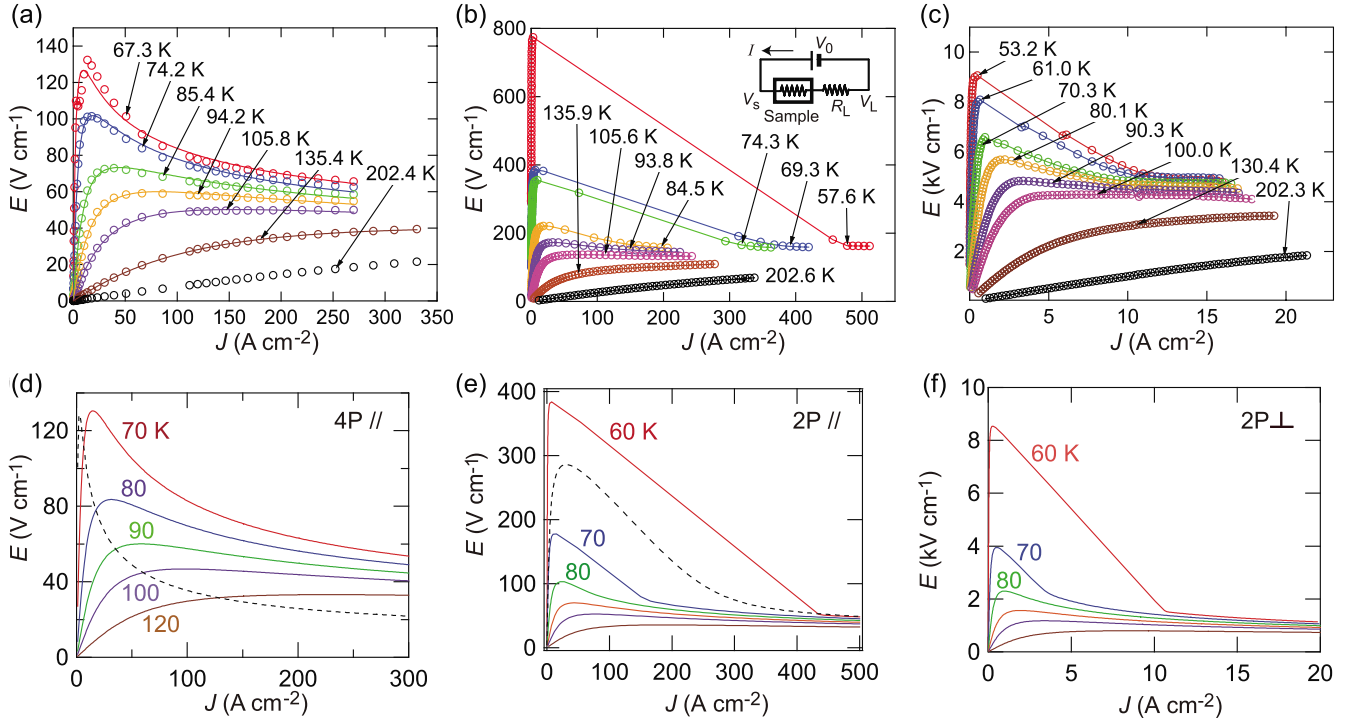 (a)
140
120
100
80
60
40
20
0
E (V cm⁻¹)
0
50
100
150
200
250
300
350
J (A cm⁻²)
67.3 K
74.2 K
85.4 K
94.2 K
105.8 K
135.4 K
202.4 K
(b)
800
600
400
200
0
E (V cm⁻¹)
0
100
200
300
400
500
J (A cm⁻²)
I
V0
Vs
Sample
RL
VL
135.9 K
105.6 K
93.8 K
84.5 K
74.3 K
69.3 K
57.6 K
202.6 K
(c)
10
8
6
4
2
E (kV cm⁻¹)
0
5
10
15
20
J (A cm⁻²)
53.2 K
61.0 K
70.3 K
80.1 K
90.3 K
100.0 K
130.4 K
202.3 K
(d)
120
80
40
0
E (V cm⁻¹)
0
100
200
300
J (A cm⁻²)
4P //
70 K
80
90
100
120
(e)
400
300
200
100
0
E (V cm⁻¹)
0
100
200
300
400
500
J (A cm⁻²)
2P //
60 K
70
80
(f)
10
8
6
4
2
0
E (kV cm⁻¹)
0
5
10
15
20
J (A cm⁻²)
2P⊥
60 K
70
80